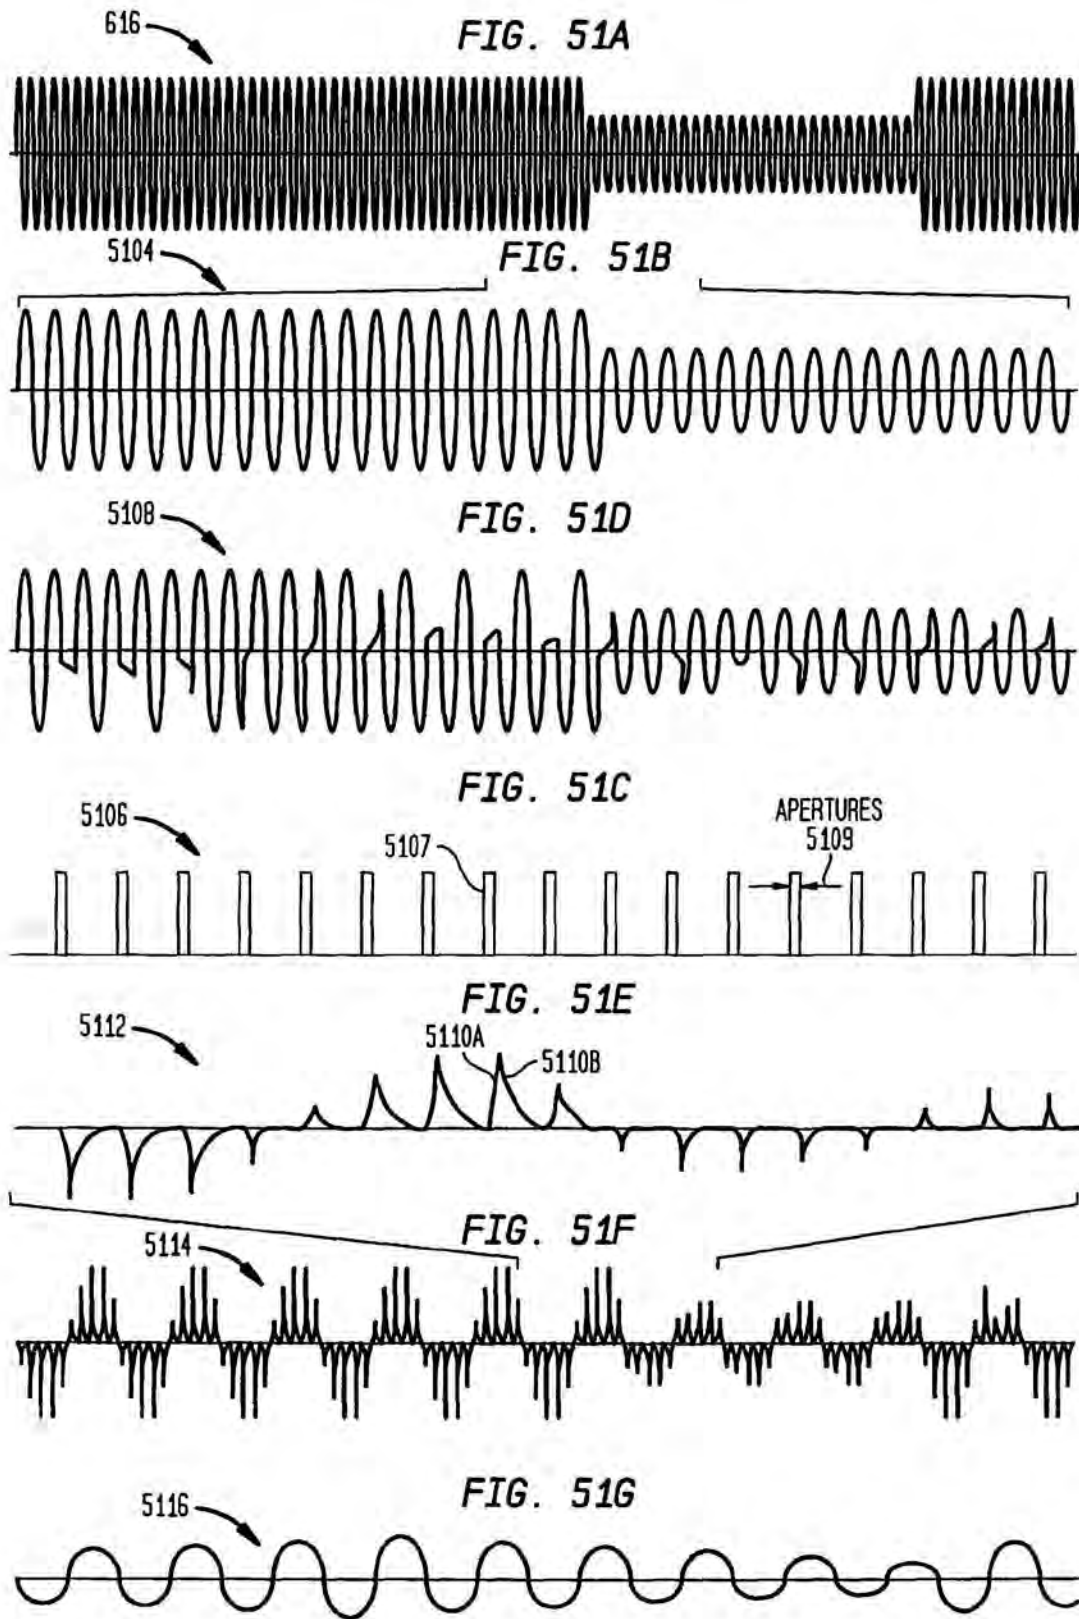 FIG. 51A
616
FIG. 51B
5104
FIG. 51D
5108
FIG. 51C
5106
5107
APERTURES
5109
FIG. 51E
5112
5110A
5110B
FIG. 51F
5114
FIG. 51G
5116